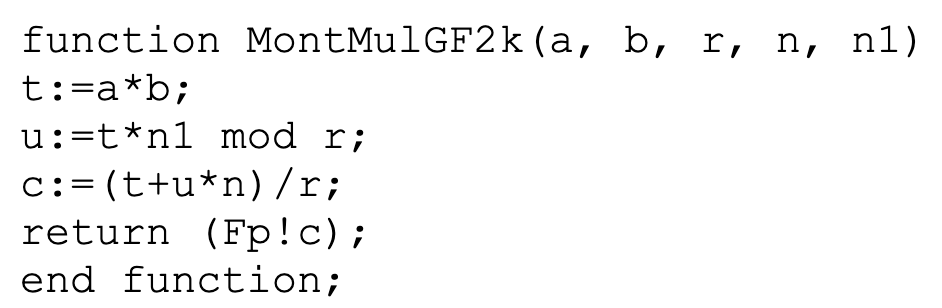 function MontMulGF2k(a, b, r, n, n1)
t:=a*b;
u:=t*n1 mod r;
c:=(t+u*n)/r;
return (Fp!c);
end function;